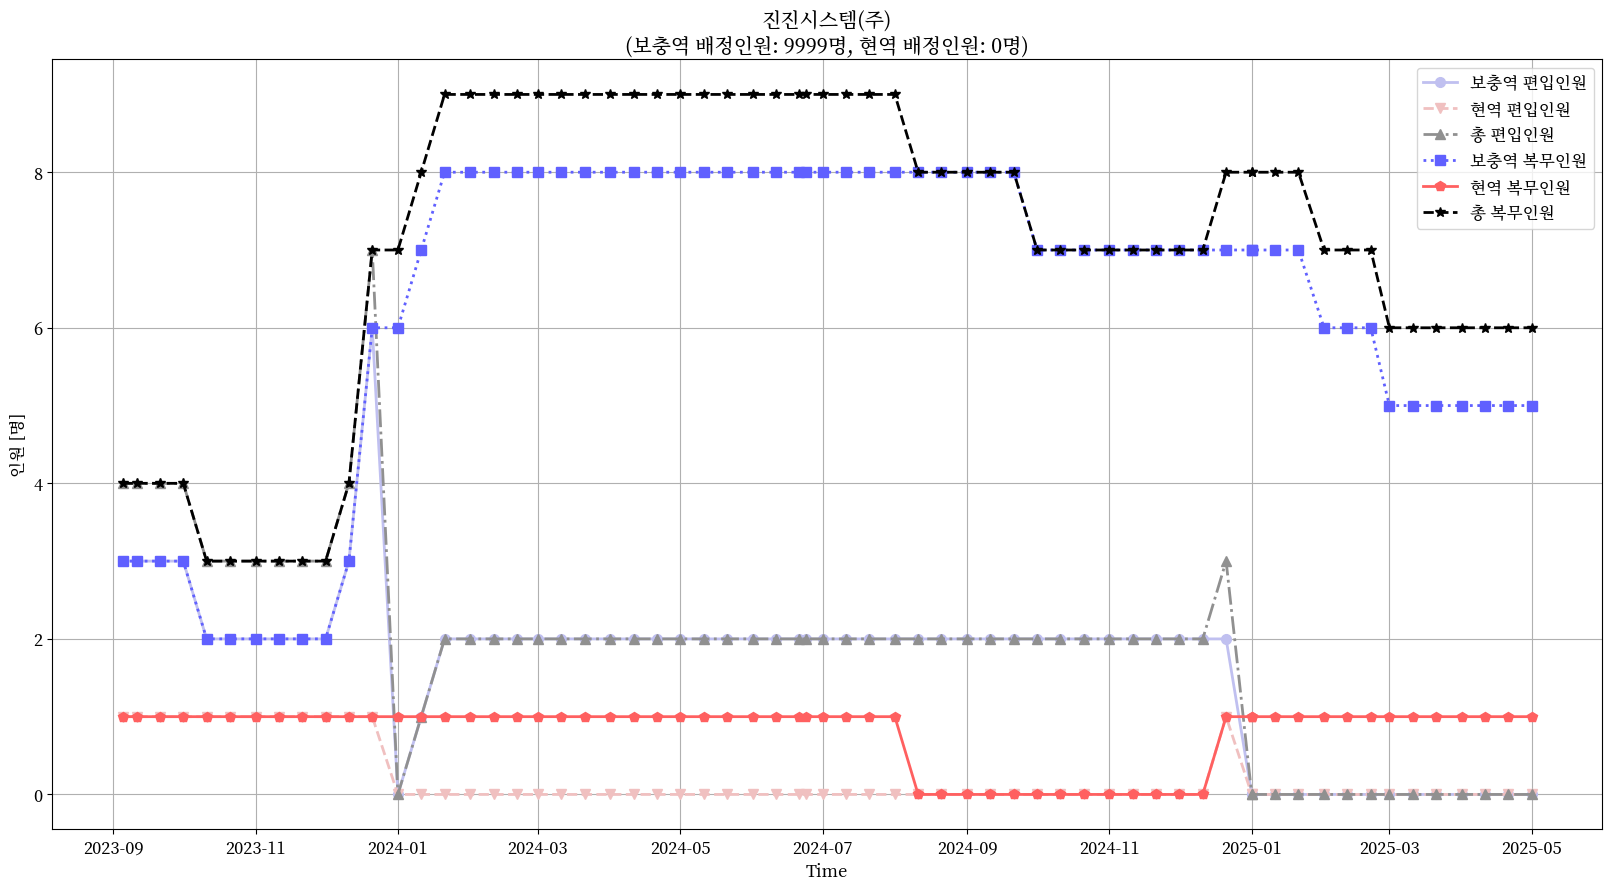 진진시스템(주)
(보충역 배정인원: 9999명, 현역 배정인원: 0명)
보충역 편입인원
현역 편입인원
총 편입인원
보충역 복무인원
현역 복무인원
총 복무인원
인원 [명]
8
6
4
2
0
2023-09
2023-11
2024-01
2024-03
2024-05
2024-07
2024-09
2024-11
2025-01
2025-03
2025-05
Time